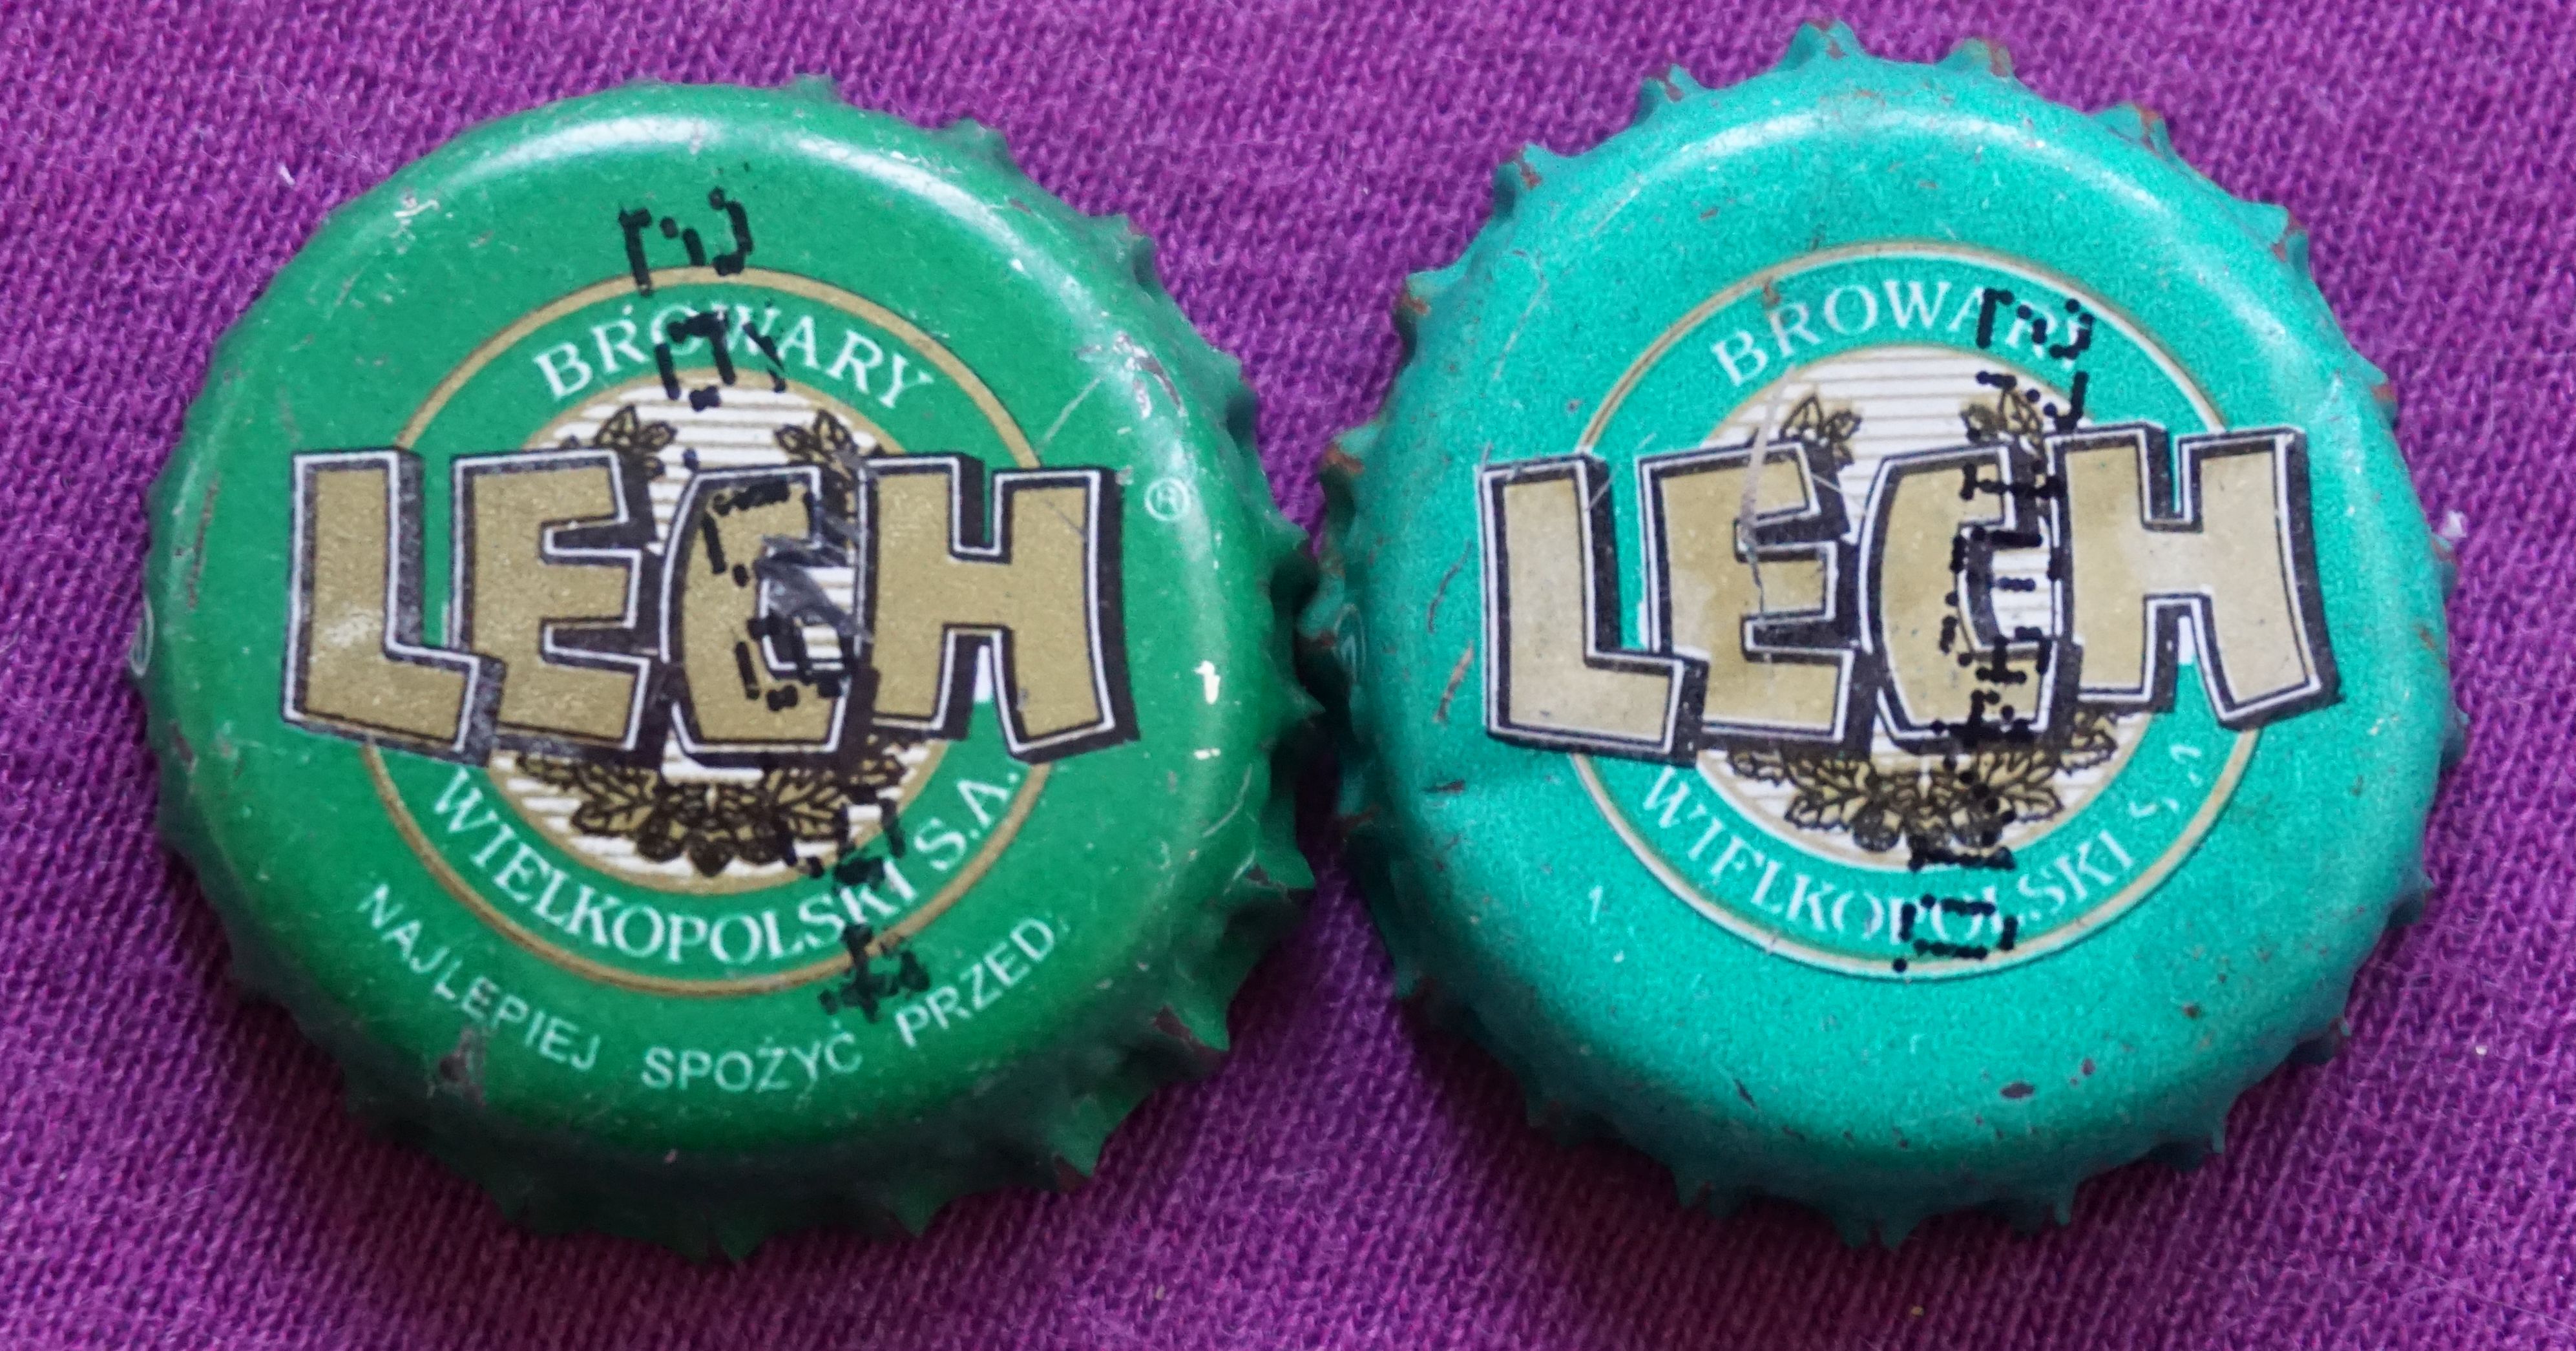 BROWARY
LECH ®
WIELKOPOLSKI S.A.
NAJLEPIEJ SPOŻYĆ PRZED
BROWARY
LECH
WIELKOPOLSKI S.A.